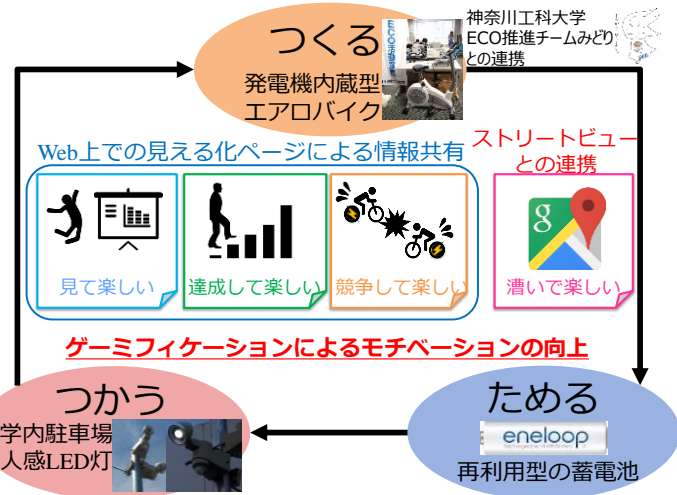 つくる
発電機内蔵型
エアロバイク
神奈川工科大学
ECO推進チームみどり
との連携
Web上での見える化ページによる情報共有
ストリートビュー
との連携
見て楽しい
達成して楽しい
競争して楽しい
g
漕いで楽しい
ゲーミフィケーションによるモチベーションの向上
つかう
学内駐車場
人感LED灯
ためる
eneloop
再利用型の蓄電池